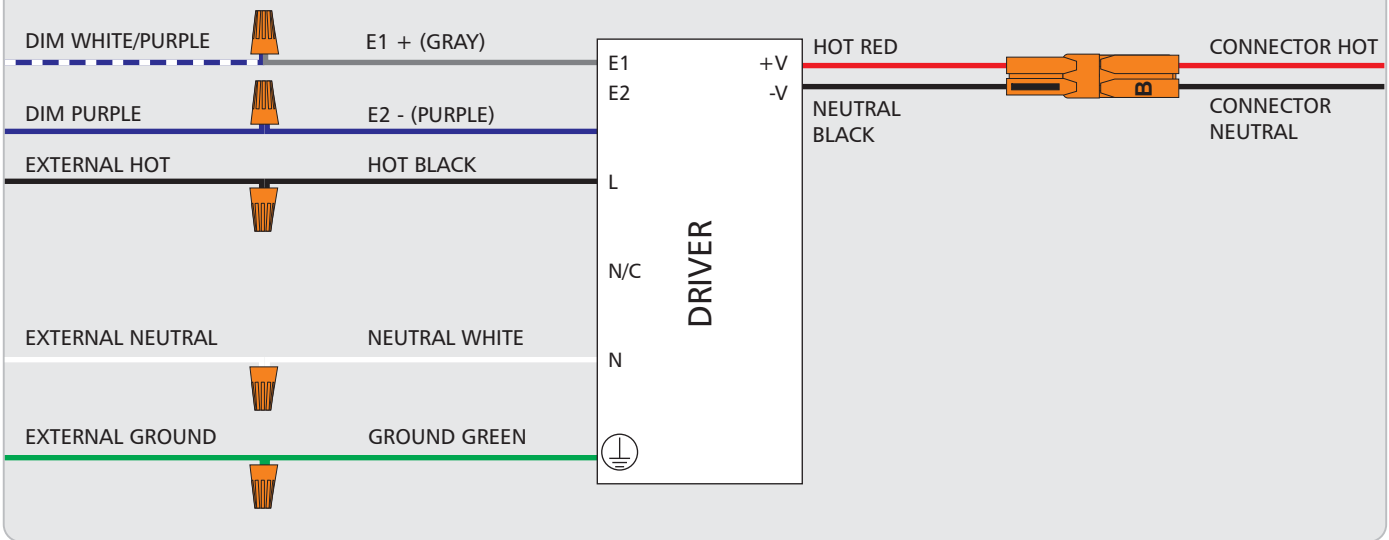 DIM WHITE/PURPLE
E1 + (GRAY)
DIM PURPLE
E2 - (PURPLE)
EXTERNAL HOT
HOT BLACK
EXTERNAL NEUTRAL
NEUTRAL WHITE
EXTERNAL GROUND
GROUND GREEN
E1
E2
L
N/C
N
DRIVER
+V
-V
HOT RED
NEUTRAL
BLACK
B
CONNECTOR HOT
CONNECTOR
NEUTRAL